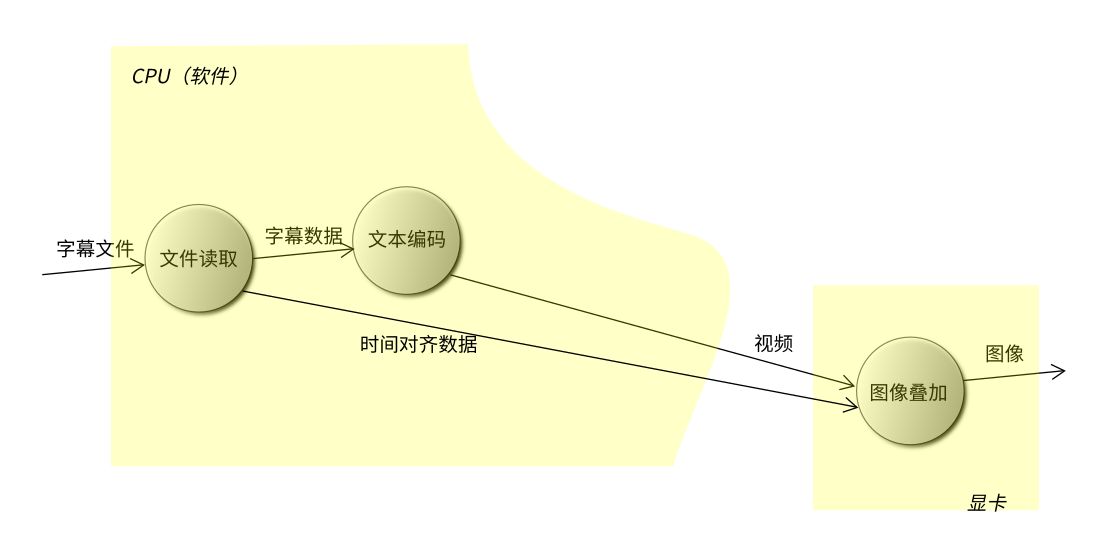 CPU（软件）
字幕文件
文件读取
字幕数据
文本编码
时间对齐数据
视频
图像叠加
图像
显卡